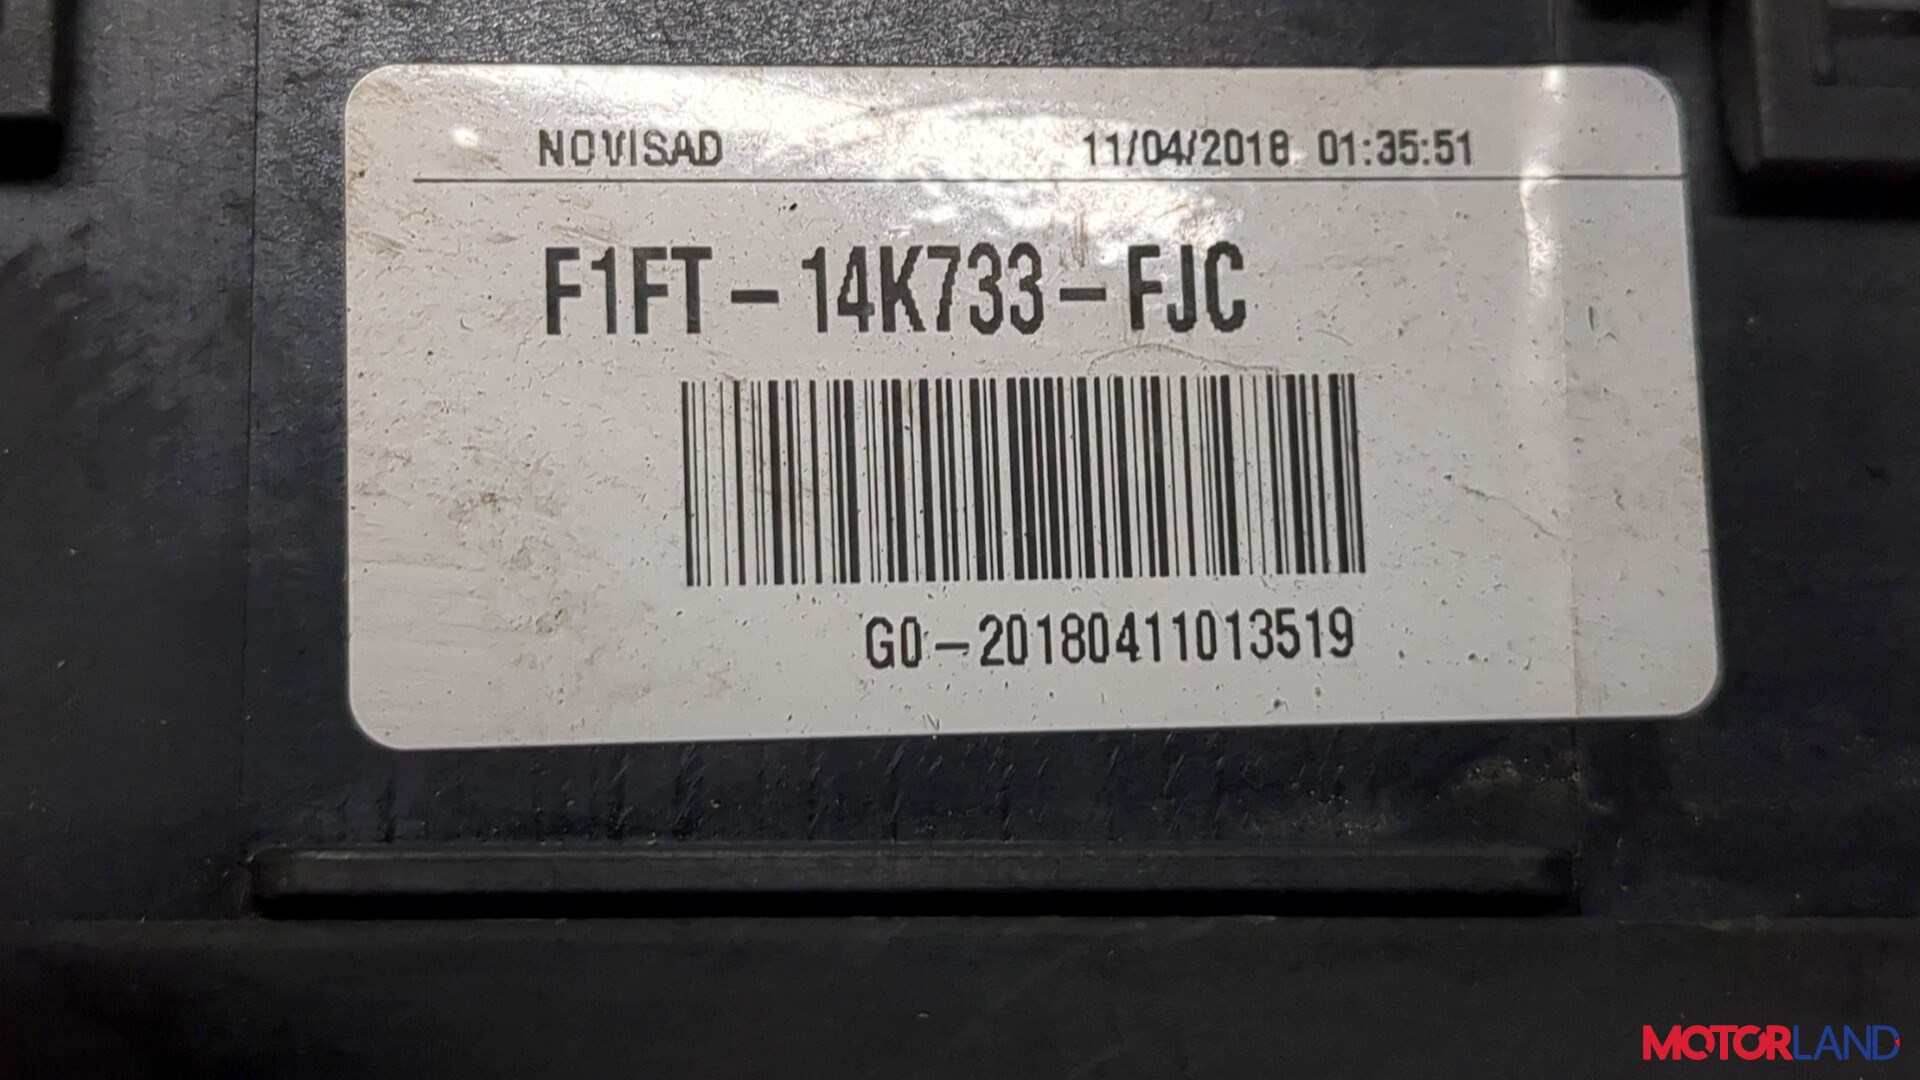 NOVISAD 11/04/2018 01:35:51
F1FT-14K733-FJC
G0-20180411013519
MOTORLAND